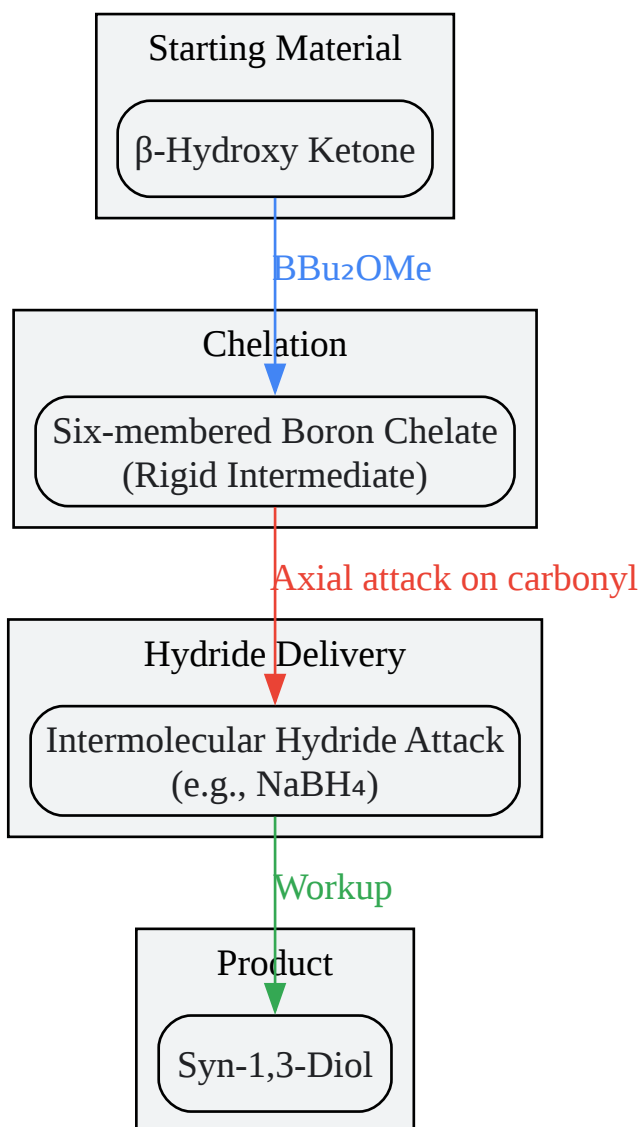 Starting Material
β-Hydroxy Ketone
BBu₂OMe
Chelation
Six-membered Boron Chelate
(Rigid Intermediate)
Axial attack on carbonyl
Hydride Delivery
Intermolecular Hydride Attack
(e.g., NaBH₄)
Workup
Product
Syn-1,3-Diol